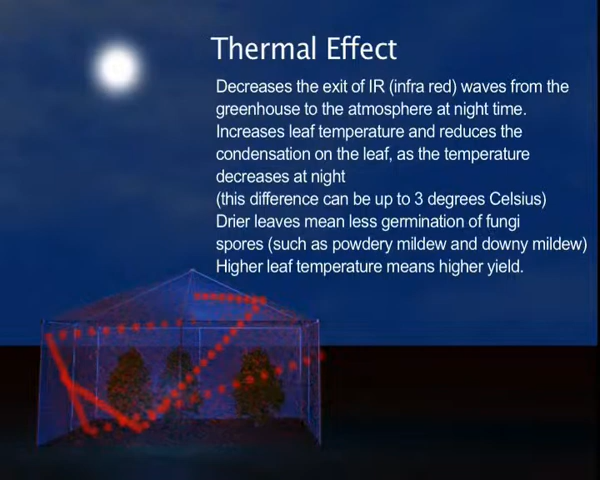 Thermal Effect
Decreases the exit of IR (infra red) waves from the
greenhouse to the atmosphere at night time.
Increases leaf temperature and reduces the
condensation on the leaf, as the temperature
decreases at night
(this difference can be up to 3 degrees Celsius)
Drier leaves mean less germination of fungi
spores (such as powdery mildew and downy mildew)
Higher leaf temperature means higher yield.